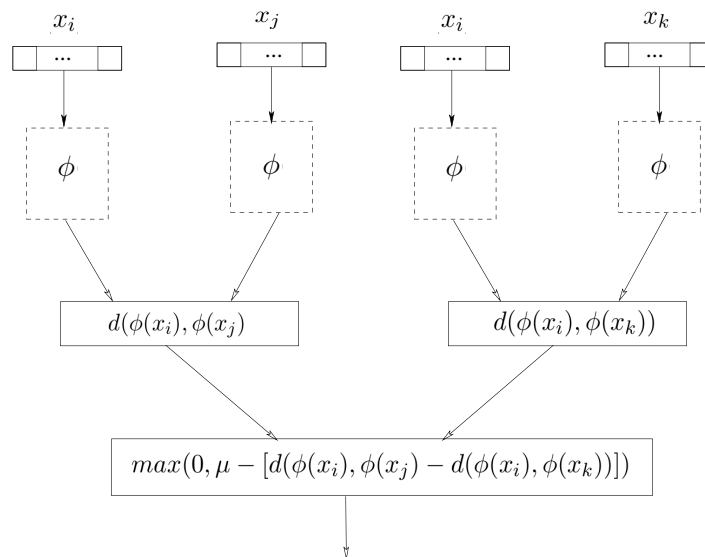 x_i x_j x_i x_k
... ... ... ...
ϕ ϕ ϕ ϕ
d(ϕ(x_i), ϕ(x_j) d(ϕ(x_i), ϕ(x_k))
max(0, μ − [d(ϕ(x_i), ϕ(x_j) − d(ϕ(x_i), ϕ(x_k))])